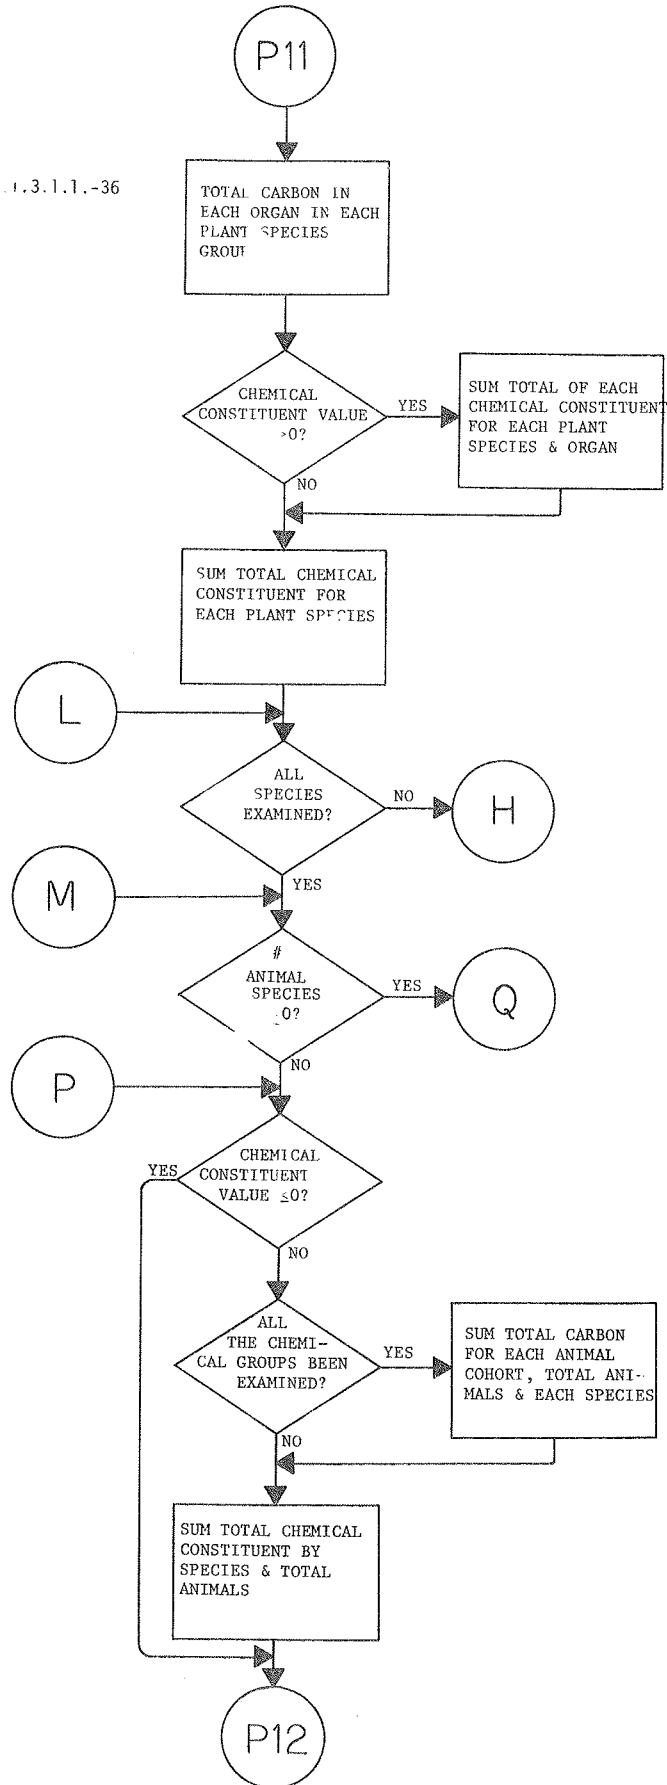 P11
.3.1.1.-36
TOTAL CARBON IN
EACH ORGAN IN EACH
PLANT SPECIES
CHEMICAL
CONSTITUENT VALUE
>0?
YES
SUM TOTAL OF EACH
CHEMICAL CONSTITUENT
FOR EACH PLANT
SPECIES & ORGAN
NO
SUM TOTAL CHEMICAL
CONSTITUENT FOR
EACH PLANT SPECIES
L
ALL
SPECIES
EXAMINED?
NO
H
YES
M
#
ANIMAL
SPECIES
0?
YES
Q
NO
P
CHEMICAL
CONSTITUENT
VALUE ≤0?
YES
NO
ALL
THE CHEMI-
CAL GROUPS BEEN
EXAMINED?
YES
SUM TOTAL CARBON
FOR EACH ANIMAL
COHORT, TOTAL ANI-
MALS & EACH SPECIES
NO
SUM TOTAL CHEMICAL
CONSTITUENT BY
SPECIES & TOTAL
ANIMALS
P12